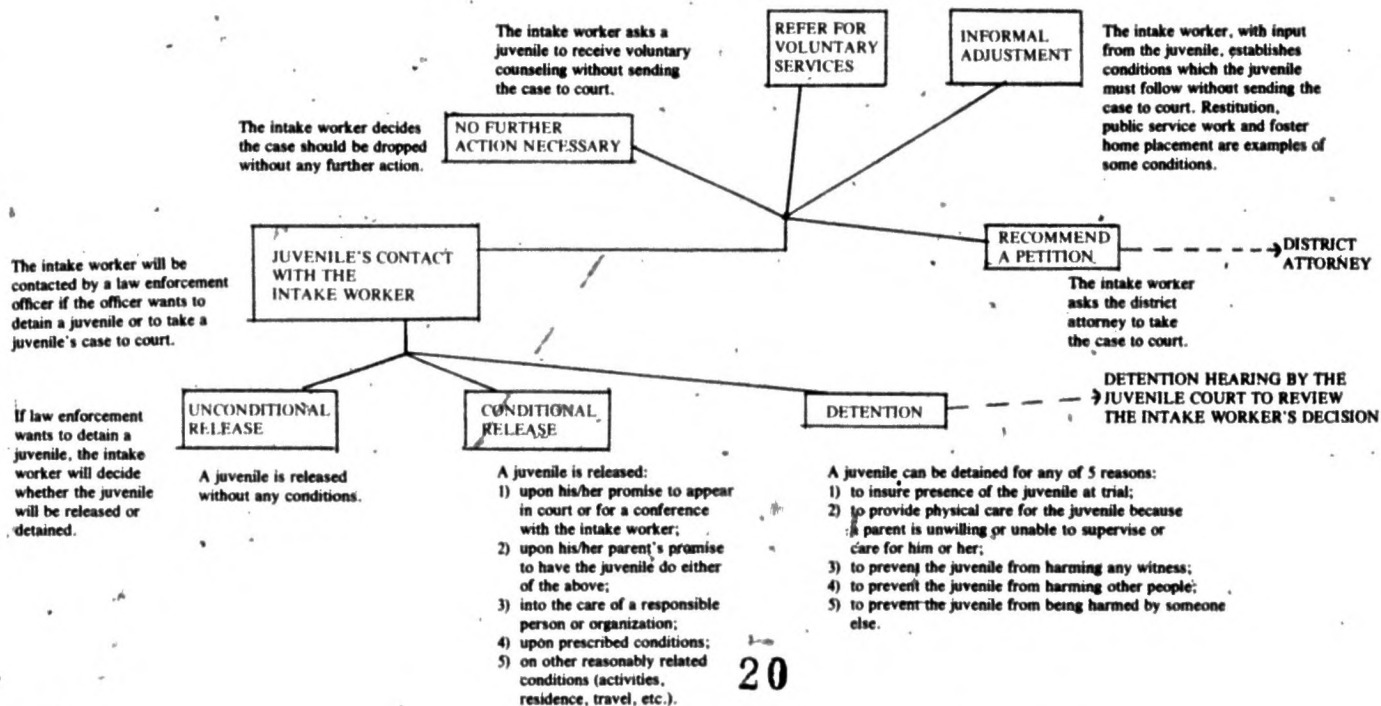 The intake worker asks a
juvenile to receive voluntary
counseling without sending
the case to court.
REFER FOR
VOLUNTARY
SERVICES
INFORMAL
ADJUSTMENT
The intake worker, with input
from the juvenile, establishes
conditions which the juvenile
must follow without sending the
case to court. Restitution,
public service work and foster
home placement are examples of
some conditions.
The intake worker decides
the case should be dropped
without any further action.
NO FURTHER
ACTION NECESSARY
The intake worker will be
contacted by a law enforcement
officer if the officer wants to
detain a juvenile or to take a
juvenile's case to court.
JUVENILE'S CONTACT
WITH THE
INTAKE WORKER
RECOMMEND
A PETITION
DISTRICT
ATTORNEY
The intake worker
asks the district
attorney to take
the case to court.
If law enforcement
wants to detain a
juvenile, the intake
worker will decide
whether the juvenile
will be released or
detained.
UNCONDITIONAL
RELEASE
A juvenile is released
without any conditions.
CONDITIONAL
RELEASE
A juvenile is released:
1) upon his/her promise to appear
in court or for a conference
with the intake worker;
2) upon his/her parent's promise
to have the juvenile do either
of the above;
3) into the care of a responsible
person or organization;
4) upon prescribed conditions;
5) on other reasonably related
conditions (activities,
residence, travel, etc.).
DETENTION
DETENTION HEARING BY THE
JUVENILE COURT TO REVIEW
THE INTAKE WORKER'S DECISION
A juvenile can be detained for any of 5 reasons:
1) to insure presence of the juvenile at trial;
2) to provide physical care for the juvenile because
a parent is unwilling or unable to supervise or
care for him or her;
3) to prevent the juvenile from harming any witness;
4) to prevent the juvenile from harming other people;
5) to prevent the juvenile from being harmed by someone
else.
20